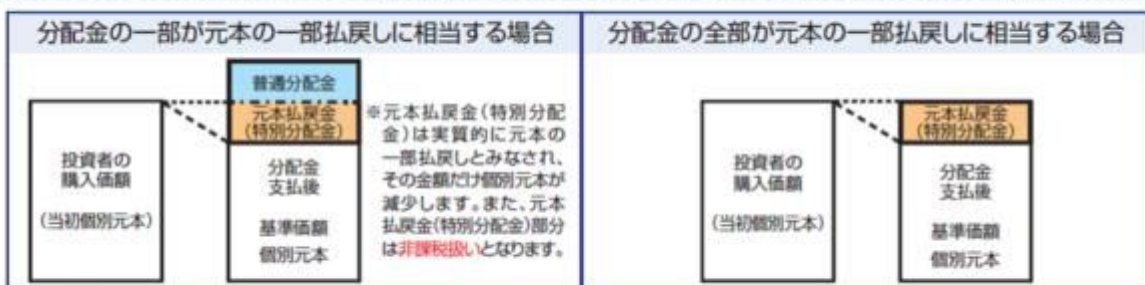 分配金の一部が元本の一部払戻しに相当する場合
普通分配金
元本払戻金
(特別分配金)
投資者の
購入価額
(当初個別元本)
分配金
支払後
基準価額
個別元本
※元本払戻金(特別分配
金)は実質的に元本の
一部払戻しとみなされ、
その金額だけ個別元本が
減少します。また、元本
払戻金(特別分配金)部分
は非課税扱いとなります。
分配金の全部が元本の一部払戻しに相当する場合
元本払戻金
(特別分配金)
投資者の
購入価額
(当初個別元本)
分配金
支払後
基準価額
個別元本